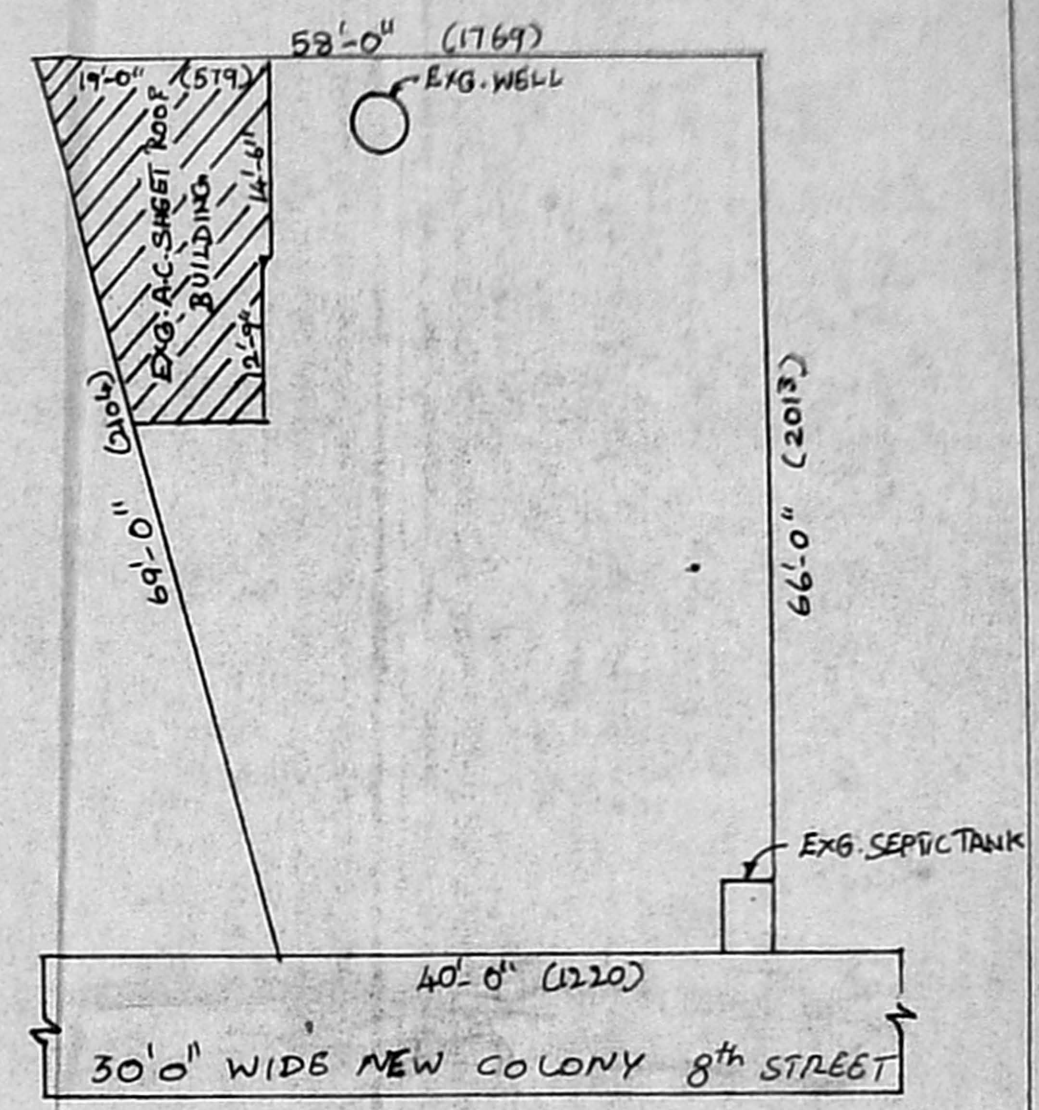 58'-0" (1769)
19'-0" (579)
EXG. WELL
EXG. A.C. SHEET ROOF
BUILDING
14'-6"
12'-9"
69'-0" (2104)
66'-0" (2013)
EXG. SEPTIC TANK
40'-0" (1220)
30'0" WIDE NEW COLONY 8th STREET